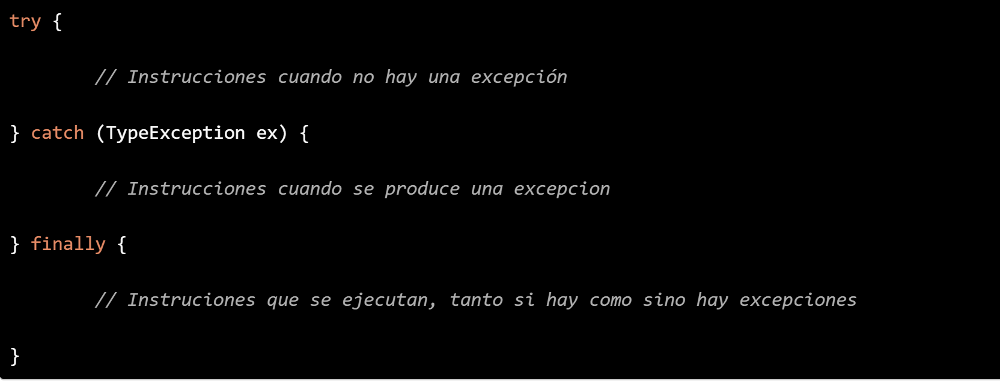 try {
// Instrucciones cuando no hay una excepción
} catch (TypeException ex) {
// Instrucciones cuando se produce una excepcion
} finally {
// Instruciones que se ejecutan, tanto si hay como sino hay excepciones
}